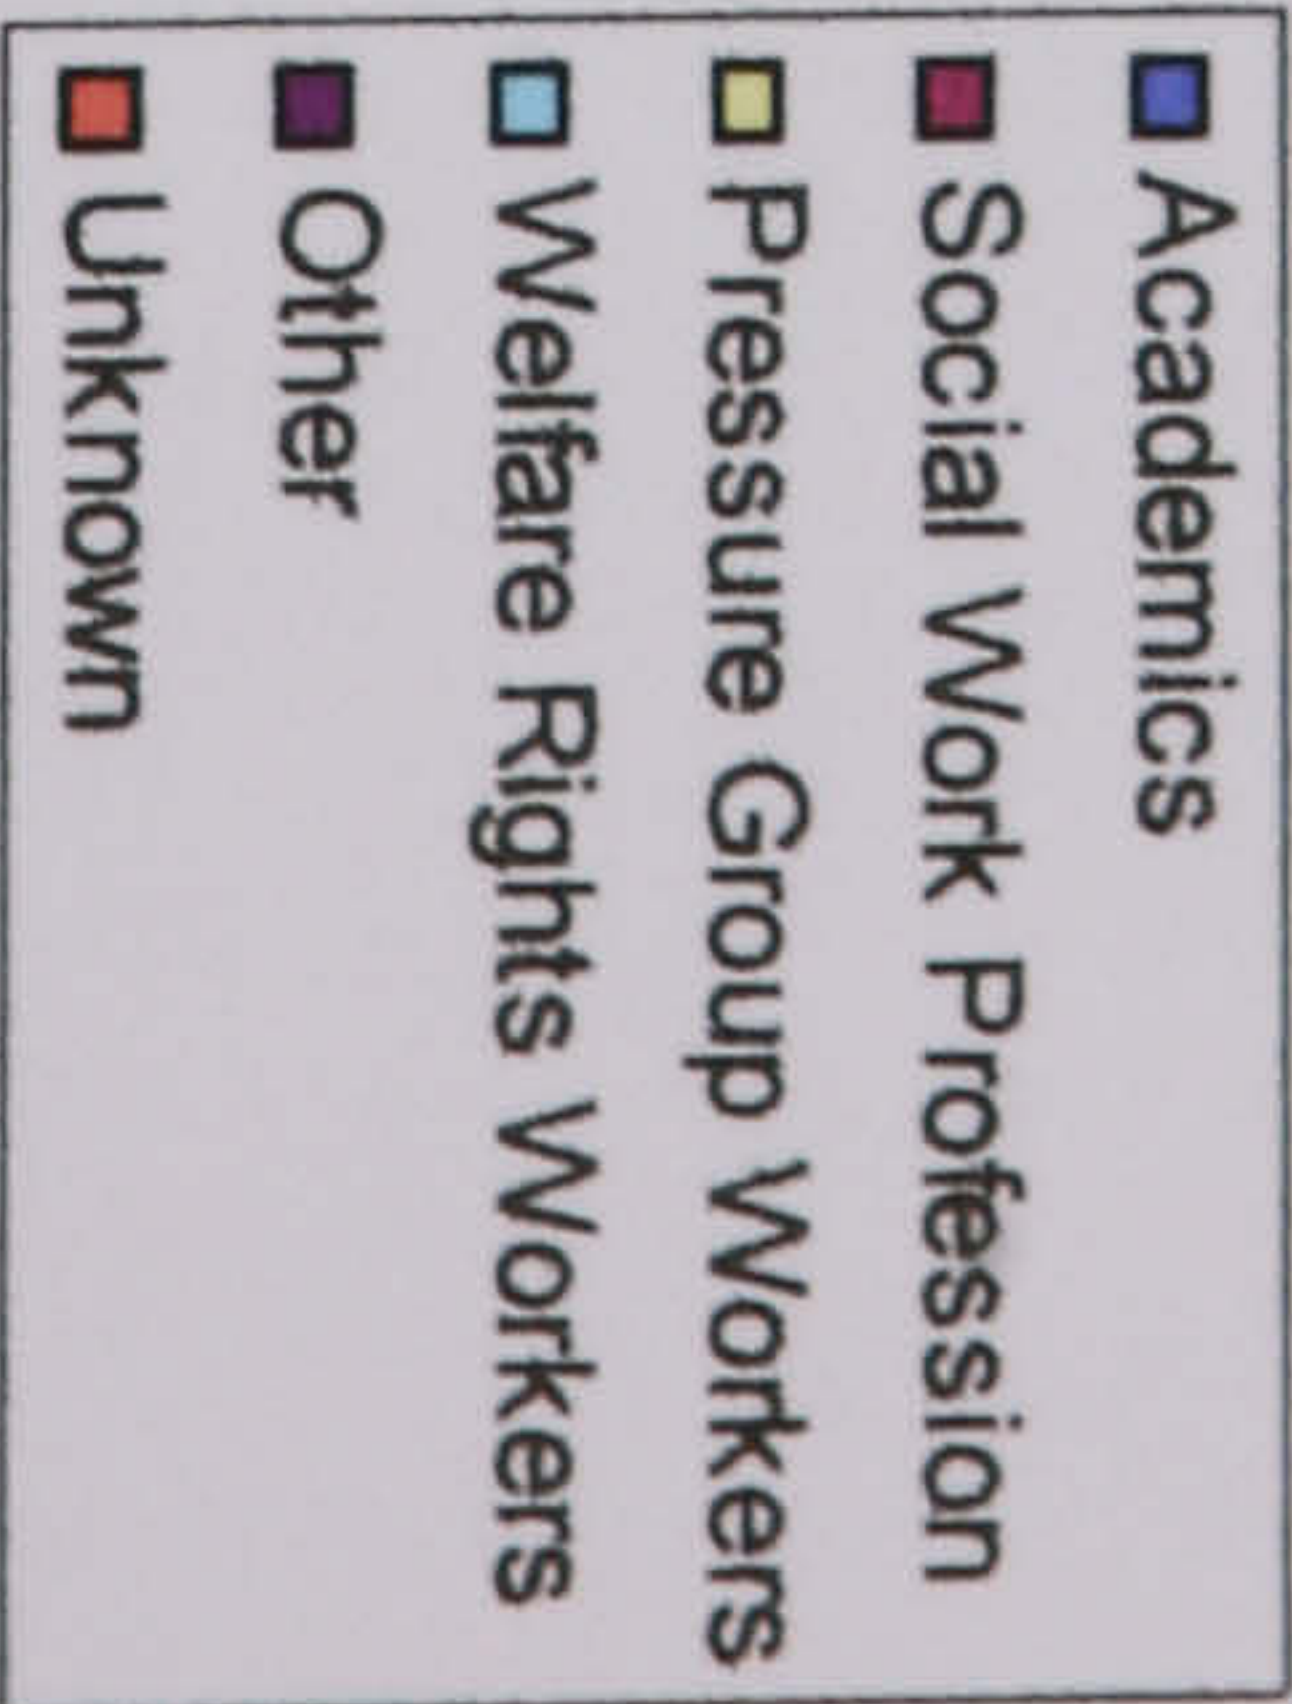 Academics
Social Work Profession
Pressure Group Workers
Welfare Rights Workers
Other
Unknown